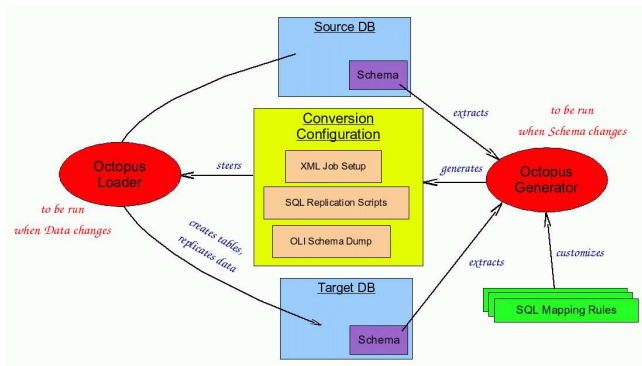 Source DB
Schema
extracts
to be run
when Schema changes
Conversion
Configuration
XML Job Setup
SQL Replication Scripts
OLI Schema Dump
Octopus
Loader
steers
generates
Octopus
Generator
to be run
when Data changes
creates tables,
replicates data
extracts
customizes
Target DB
Schema
SQL Mapping Rules